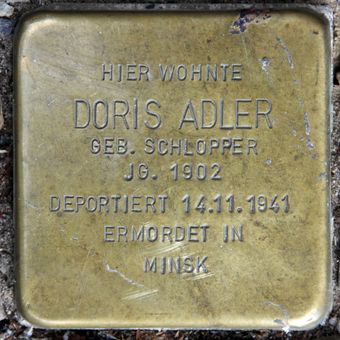 HIER WOHNTE
DORIS ADLER
GEB. SCHLOPPER
JG. 1902
DEPORTIERT 14.11.1941
ERMORDET IN
MINSK